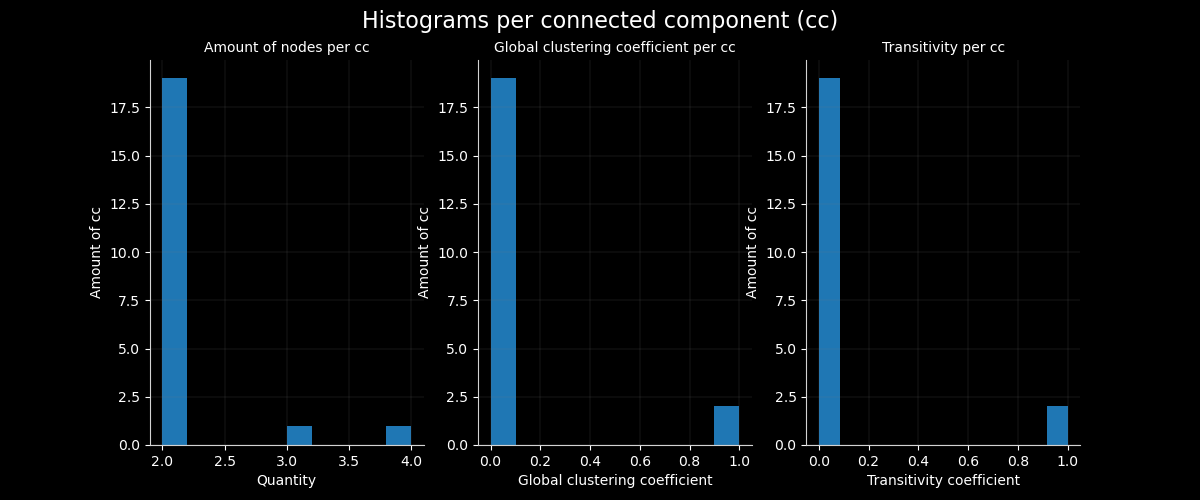 Histograms per connected component (cc)
Amount of nodes per cc
Amount of cc
17.5
15.0
12.5
10.0
7.5
5.0
2.5
0.0
2.0 2.5 3.0 3.5 4.0
Quantity
Global clustering coefficient per cc
Amount of cc
17.5
15.0
12.5
10.0
7.5
5.0
2.5
0.0
0.0 0.2 0.4 0.6 0.8 1.0
Global clustering coefficient
Transitivity per cc
Amount of cc
17.5
15.0
12.5
10.0
7.5
5.0
2.5
0.0
0.0 0.2 0.4 0.6 0.8 1.0
Transitivity coefficient